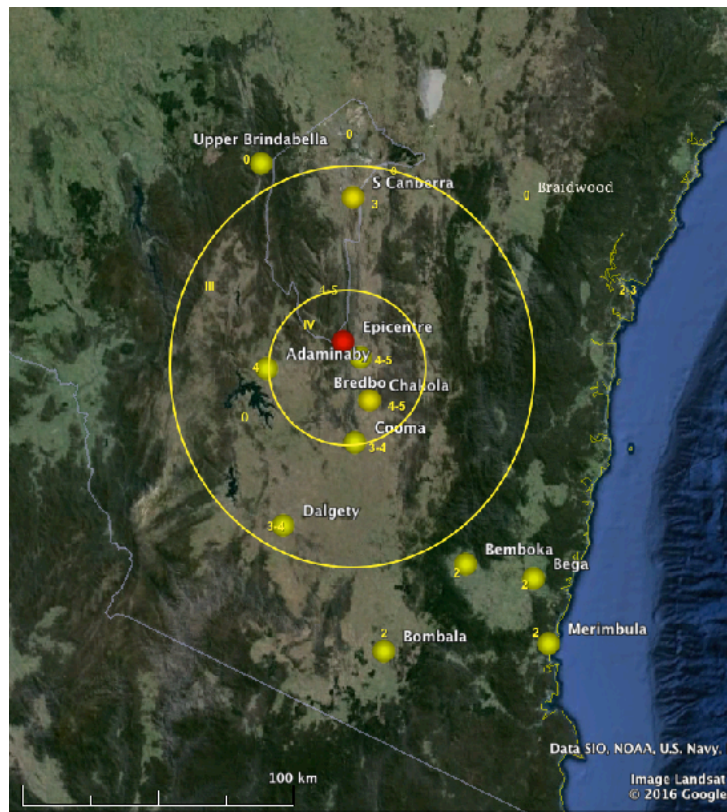 0
Upper Brindabella
0
0
S Canberra
3
Braidwood
0
III
4-5
2-3
IV
Epicentre
Adaminaby
4-5
4
Bredbo
Chakola
4-5
0
Cooma
3-4
Dalgety
3-4
Bemboka
2
Bega
2
2
Bombala
2
Merimbula
Data SIO, NOAA, U.S. Navy,
100 km
Image Landsat
© 2016 Google